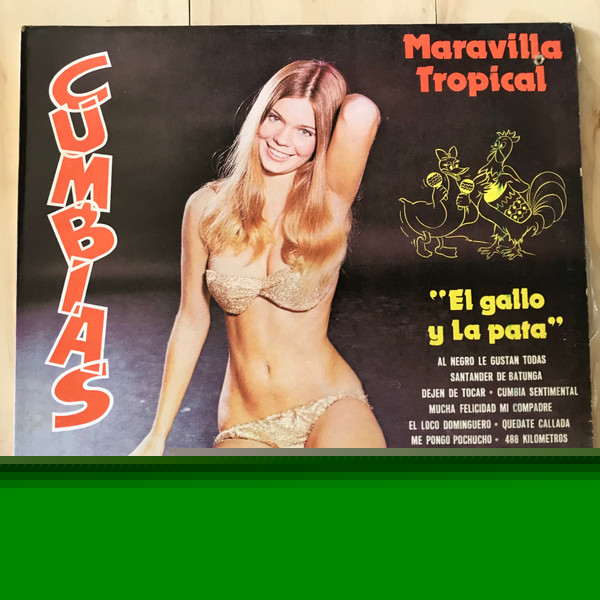 CUMBIAS
Maravilla
Tropical
"El gallo
y La pata"
AL NEGRO LE GUSTAN TODAS
SANTANDER DE BATUNGA
DEJEN DE TOCAR • CUMBIA SENTIMENTAL
MUCHA FELICIDAD MI COMPADRE
EL LOCO DOMINGUERO • QUEDATE CALLADA
ME PONGO POCHUCHO • 488 KILOMETROS